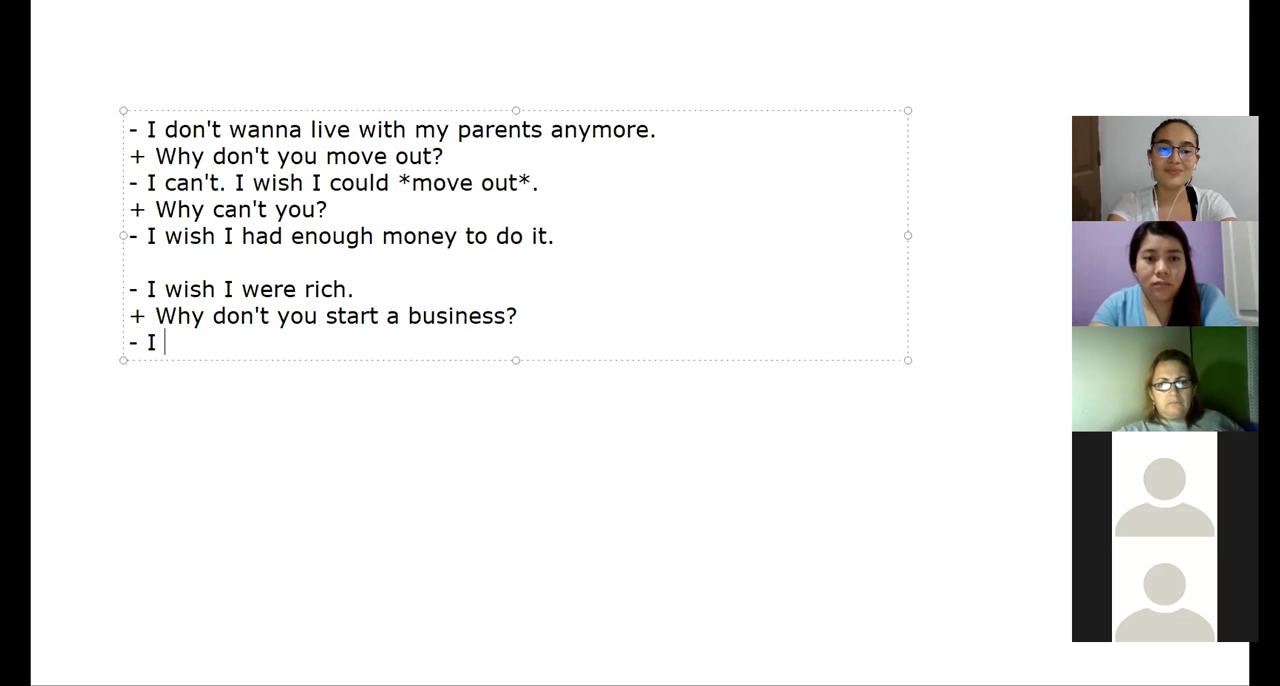 - I don't wanna live with my parents anymore.
+ Why don't you move out?
- I can't. I wish I could *move out*.
+ Why can't you?
- I wish I had enough money to do it.
- I wish I were rich.
+ Why don't you start a business?
- I